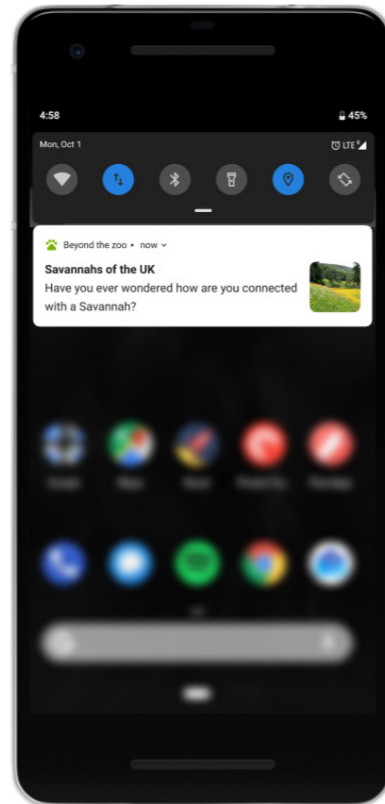 4:58
45%
Mon, Oct 1
LTE
Beyond the zoo • now
Savannahs of the UK
Have you ever wondered how are you connected
with a Savannah?